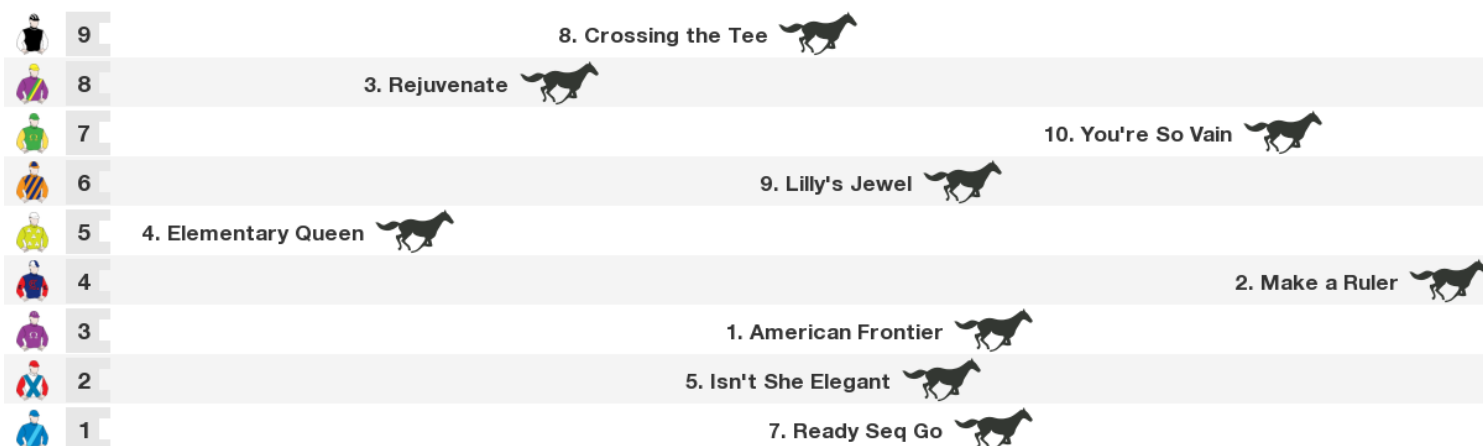 9 8. Crossing the Tee
8 3. Rejuvenate
7 10. You're So Vain
6 9. Lilly's Jewel
5 4. Elementary Queen
4 2. Make a Ruler
3 1. American Frontier
2 5. Isn't She Elegant
1 7. Ready Seq Go